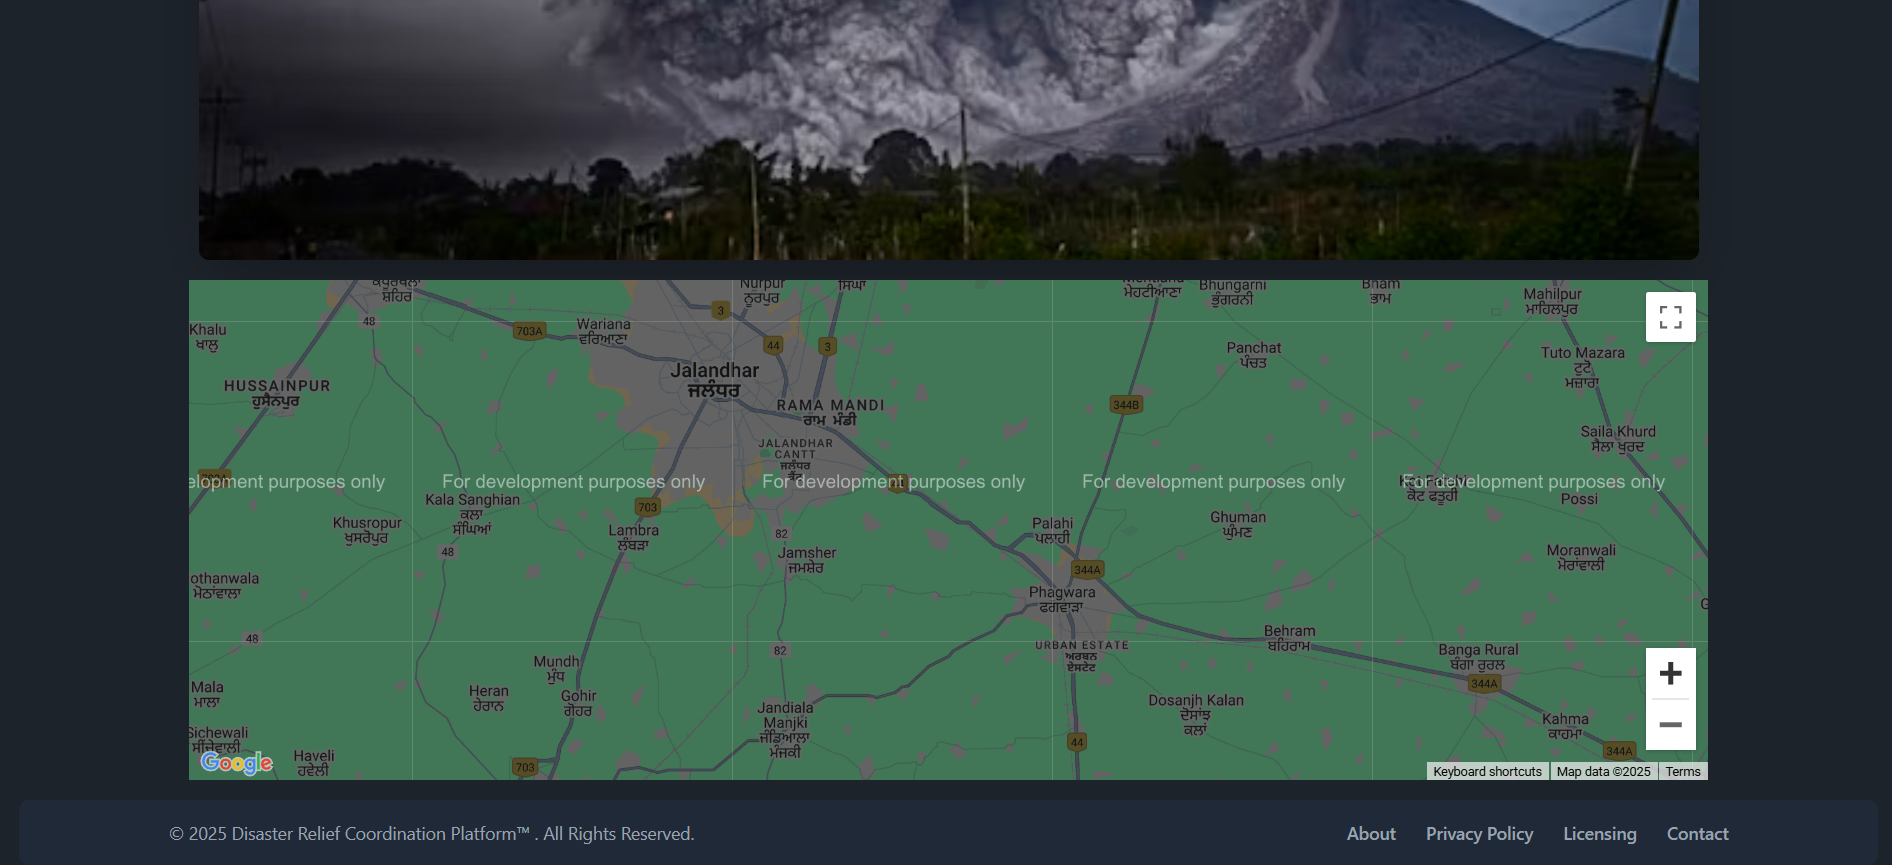 ਕਪੂਰਥਲਾ
ਸ਼ਹਿਰ
Nurpur
ਨੂਰਪੁਰ
ਸਿੰਘਾ
ਮੇਹਟੀਆਣਾ
Bhungarni
ਭੁੰਗਰਨੀ
Bham
ਭਾਮ
Mahilpur
ਮਾਹਿਲਪੁਰ
Khalu
ਖਾਲੂ
48
703A
Wariana
ਵਰਿਆਣਾ
3
44
3
Panchat
ਪੰਚਤ
Tuto Mazara
ਟੂਟੋ
ਮਜ਼ਾਰਾ
HUSSAINPUR
ਹੁਸੈਨਪੁਰ
Jalandhar
ਜਲੰਧਰ
RAMA MANDI
ਰਾਮ ਮੰਡੀ
344B
Saila Khurd
ਸੈਲਾ ਖੁਰਦ
JALANDHAR
CANTT
ਜਲੰਧਰ
ਕੈਂਟ
elopment purposes only
For development purposes only
For development purposes only
For development purposes only
For development purposes only
ਕੋਟ ਫਤੂਹੀ
Possi
Kala Sanghian
ਕਲਾ
ਸੰਘਿਆਂ
703
Khusropur
ਖੁਸਰੋਪੁਰ
Lambra
ਲੰਬੜਾ
82
Palahi
ਪਲਾਹੀ
Ghuman
ਘੁੰਮਣ
48
Jamsher
ਜਮਸ਼ੇਰ
Moranwali
ਮੋਰਾਂਵਾਲੀ
344A
othanwala
ਮੋਠਾਂਵਾਲਾ
Phagwara
ਫਗਵਾੜਾ
G
48
82
URBAN ESTATE
ਅਰਬਨ
ਏਸਟੇਟ
Behram
ਬਹਿਰਾਮ
Banga Rural
ਬੰਗਾ ਰੂਰਲ
344A
Mundh
ਮੁੰਧ
Mala
ਮਾਲਾ
Heran
ਹੇਰਾਨ
Gohir
ਗੋਹਰ
Jandiala
Manjki
ਜੰਡਿਆਲਾ
ਮੰਜਕੀ
Dosanjh Kalan
ਦੋਸਾਂਝ
ਕਲਾਂ
Kahma
ਕਾਹਮਾ
Sichewali
ਸੀਚੇਵਾਲੀ
Haveli
ਹਵੇਲੀ
703
44
344A
Google
Keyboard shortcuts
Map data ©2025
Terms
© 2025 Disaster Relief Coordination Platform™ . All Rights Reserved.
About
Privacy Policy
Licensing
Contact